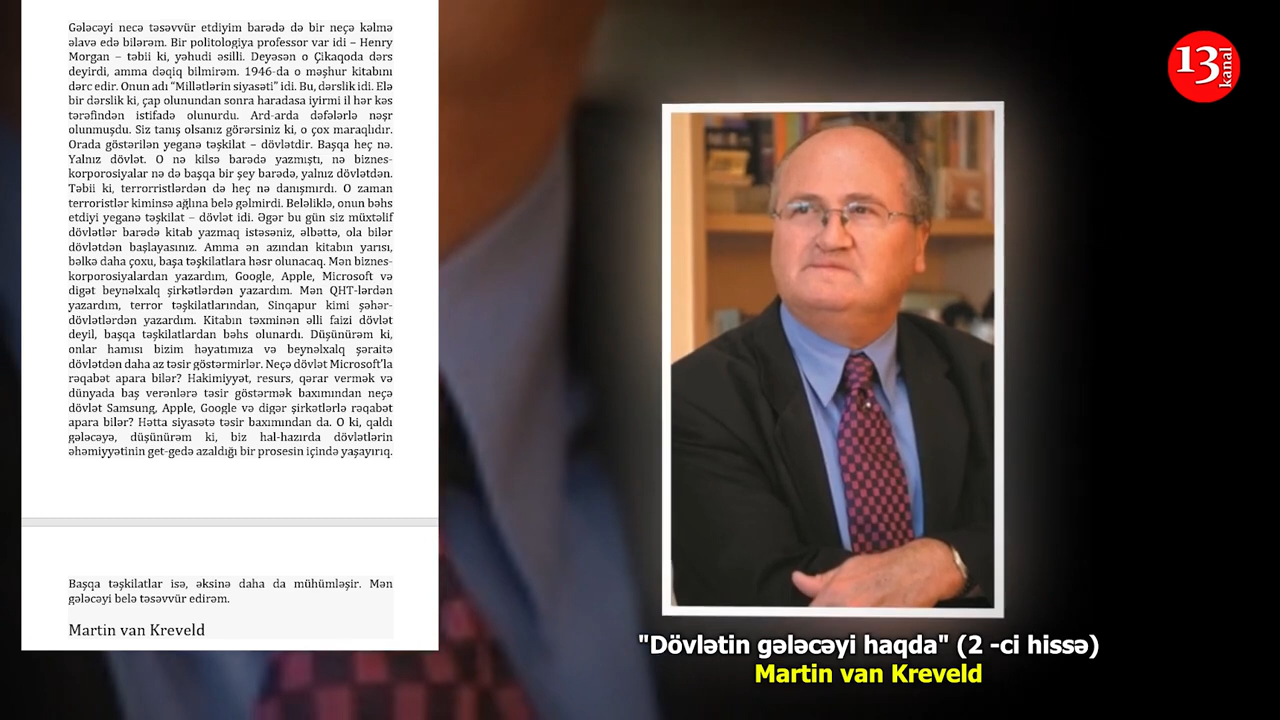 Gələcəyi necə təsəvvür etdiyim barədə də bir neçə kəlmə
əlavə edə bilərəm. Bir politologiya professor var idi – Henry
Morgan – təbii ki, yəhudi əsilli. Deyəsən o Çikaqoda dərs
deyirdi, amma dəqiq bilmirəm. 1946-da o məşhur kitabını
dərc edir. Onun adı “Millətlərin siyasəti” idi. Bu, dərslik idi. Elə
bir dərslik ki, çap olunundan sonra haradasa iyirmi il hər kəs
tərəfindən istifadə olunurdu. Ard-arda dəfələrlə nəşr
olunmuşdu. Siz tanış olsanız görərsiniz ki, o çox maraqlıdır.
Orada göstərilən yeganə təşkilat – dövlətdir. Başqa heç nə.
Yalnız dövlət. O nə kilsə barədə yazmıştı, nə biznes-
korporosiyalar nə də başqa bir şey barədə, yalnız dövlətdən.
Təbii ki, terrorristlərdən də heç nə danışmırdı. O zaman
terroristlər kiminsə ağlına belə gəlmirdi. Beləliklə, onun bəhs
etdiyi yeganə təşkilat – dövlət idi. Əgər bu gün siz müxtəlif
dövlətlər barədə kitab yazmaq istəsəniz, əlbəttə, ola bilər
dövlətdən başlayasınız. Amma ən azından kitabın yarısı,
bəlkə daha çoxu, başa təşkilatlara həsr olunacaq. Mən biznes-
korporosiyalardan yazardım, Google, Apple, Microsoft və
digət beynəlxalq şirkətlərdən yazardım. Mən QHT-lərdən
yazardım, terror təşkilatlarından, Sinqapur kimi şəhər-
dövlətlərdən yazardım. Kitabın təxminən əlli faizi dövlət
deyil, başqa təşkilatlardan bəhs olunardı. Düşünürəm ki,
onlar hamısı bizim həyatımıza və beynəlxalq şəraitə
dövlətdən daha az təsir göstərmirlər. Neçə dövlət Microsoft’la
rəqabət apara bilər? Hakimiyyət, resurs, qərar vermək və
dünyada baş verənlərə təsir göstərmək baxımından neçə
dövlət Samsung, Apple, Google və digər şirkətlərlə rəqabət
apara bilər? Hətta siyasətə təsir baxımından da. O ki, qaldı
gələcəyə, düşünürəm ki, biz hal-hazırda dövlətlərin
əhəmiyyətinin get-gedə azaldığı bir prosesin içində yaşayırıq.
Başqa təşkilatlar isə, əksinə daha da mühümləşir. Mən
gələcəyi belə təsəvvür edirəm.
Martin van Kreveld
13
kanal
"Dövlətin gələcəyi haqda" (2 -ci hissə)
Martin van Kreveld